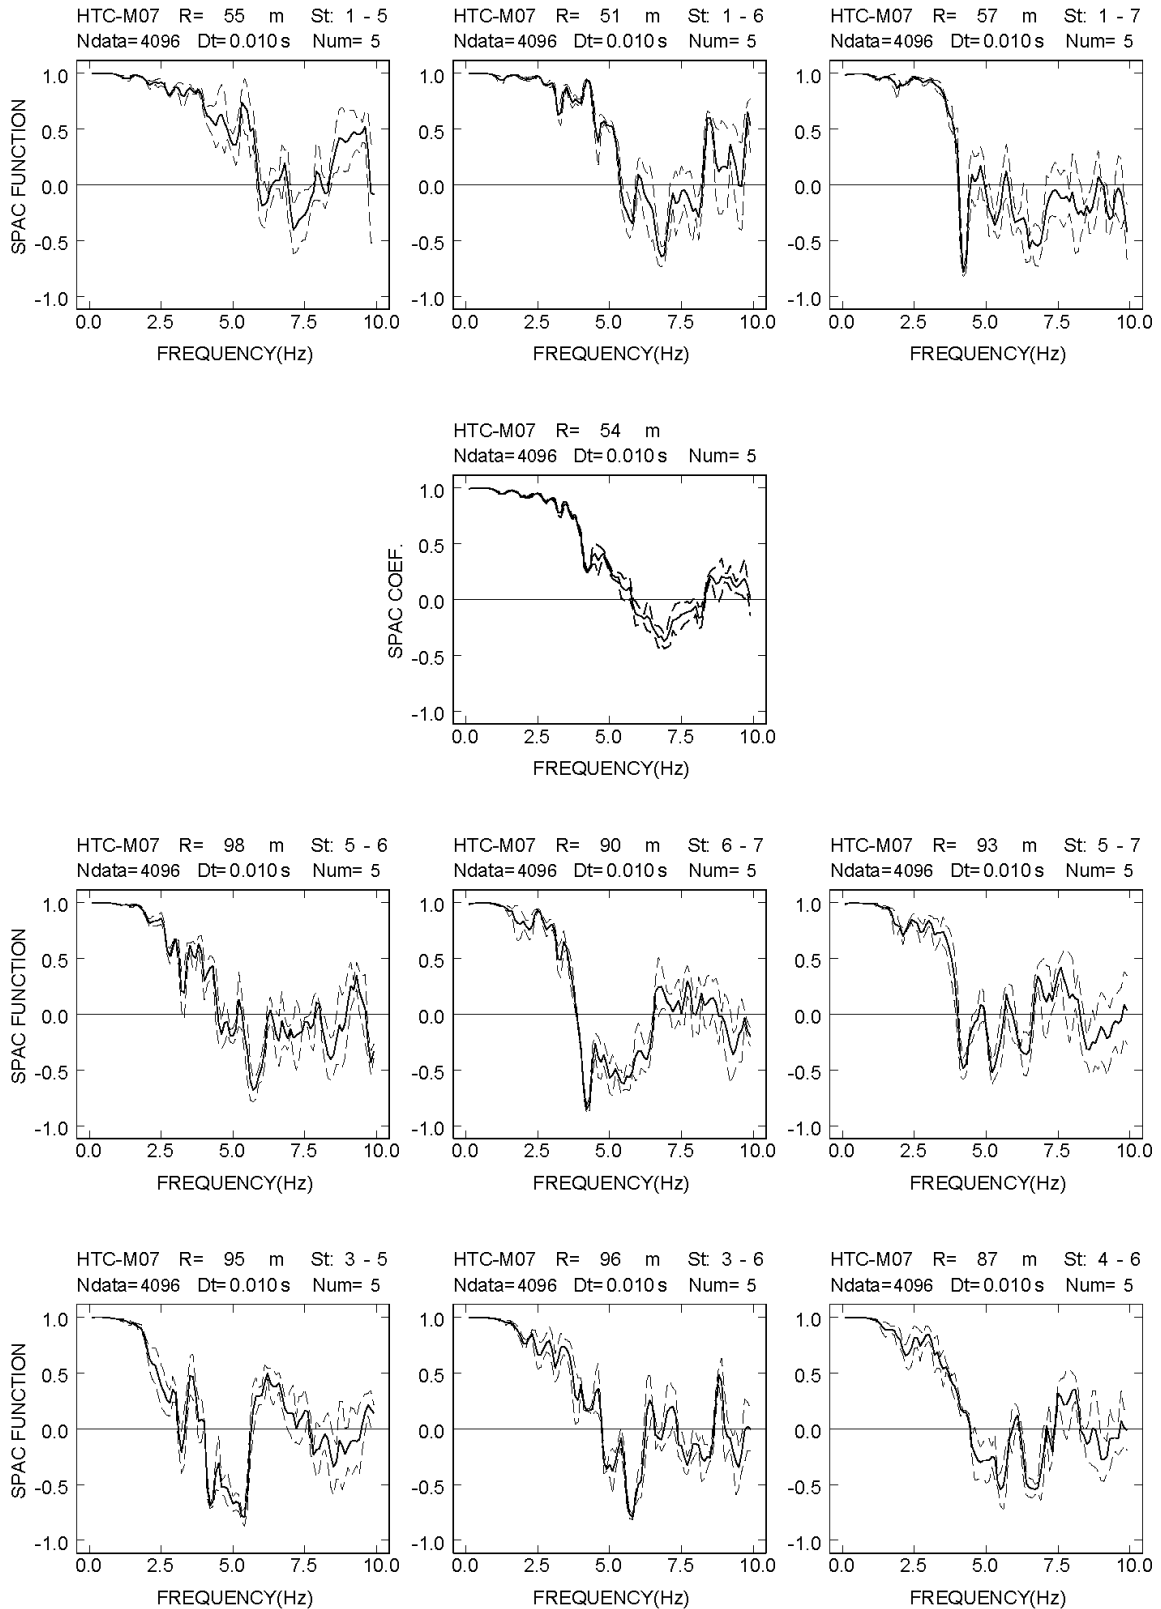 HTC-M07 R= 55 m St: 1 - 5
Ndata=4096 Dt=0.010s Num= 5
1.0
0.5
0.0
-0.5
-1.0
SPAC FUNCTION
0.0 2.5 5.0 7.5 10.0
FREQUENCY(Hz)
HTC-M07 R= 51 m St: 1 - 6
Ndata=4096 Dt=0.010s Num= 5
1.0
0.5
0.0
-0.5
-1.0
0.0 2.5 5.0 7.5 10.0
FREQUENCY(Hz)
HTC-M07 R= 57 m St: 1 - 7
Ndata=4096 Dt=0.010s Num= 5
1.0
0.5
0.0
-0.5
-1.0
0.0 2.5 5.0 7.5 10.0
FREQUENCY(Hz)
HTC-M07 R= 54 m
Ndata=4096 Dt=0.010s Num= 5
1.0
0.5
0.0
-0.5
-1.0
SPAC COEF.
0.0 2.5 5.0 7.5 10.0
FREQUENCY(Hz)
HTC-M07 R= 98 m St: 5 - 6
Ndata=4096 Dt=0.010s Num= 5
1.0
0.5
0.0
-0.5
-1.0
SPAC FUNCTION
0.0 2.5 5.0 7.5 10.0
FREQUENCY(Hz)
HTC-M07 R= 90 m St: 6 - 7
Ndata=4096 Dt=0.010s Num= 5
1.0
0.5
0.0
-0.5
-1.0
0.0 2.5 5.0 7.5 10.0
FREQUENCY(Hz)
HTC-M07 R= 93 m St: 5 - 7
Ndata=4096 Dt=0.010s Num= 5
1.0
0.5
0.0
-0.5
-1.0
0.0 2.5 5.0 7.5 10.0
FREQUENCY(Hz)
HTC-M07 R= 95 m St: 3 - 5
Ndata=4096 Dt=0.010s Num= 5
1.0
0.5
0.0
-0.5
-1.0
SPAC FUNCTION
0.0 2.5 5.0 7.5 10.0
FREQUENCY(Hz)
HTC-M07 R= 96 m St: 3 - 6
Ndata=4096 Dt=0.010s Num= 5
1.0
0.5
0.0
-0.5
-1.0
0.0 2.5 5.0 7.5 10.0
FREQUENCY(Hz)
HTC-M07 R= 87 m St: 4 - 6
Ndata=4096 Dt=0.010s Num= 5
1.0
0.5
0.0
-0.5
-1.0
0.0 2.5 5.0 7.5 10.0
FREQUENCY(Hz)